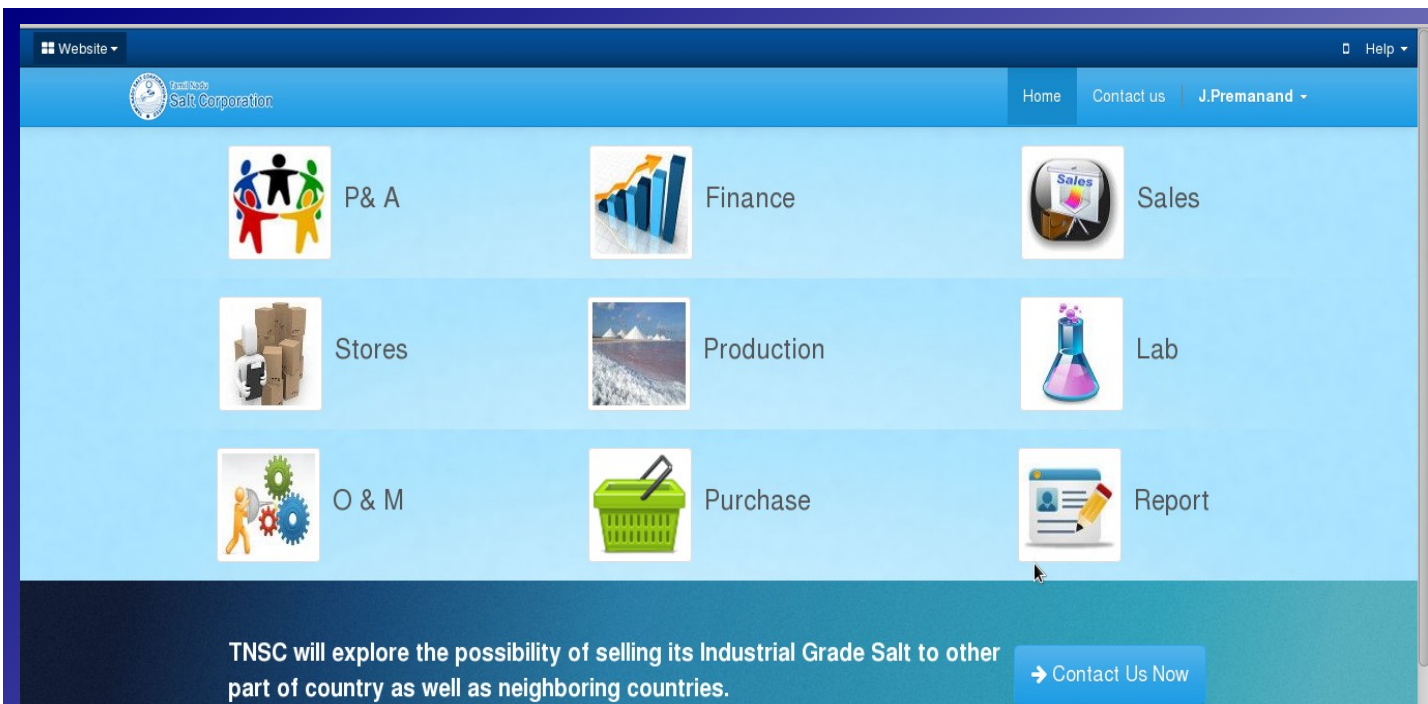 Website
Help
Tamil Nadu
Salt Corporation
Home
Contact us
J.Premanand
P& A
Finance
Sales
Sales
Stores
Production
Lab
O & M
Purchase
Report
TNSC will explore the possibility of selling its Industrial Grade Salt to other
part of country as well as neighboring countries.
Contact Us Now